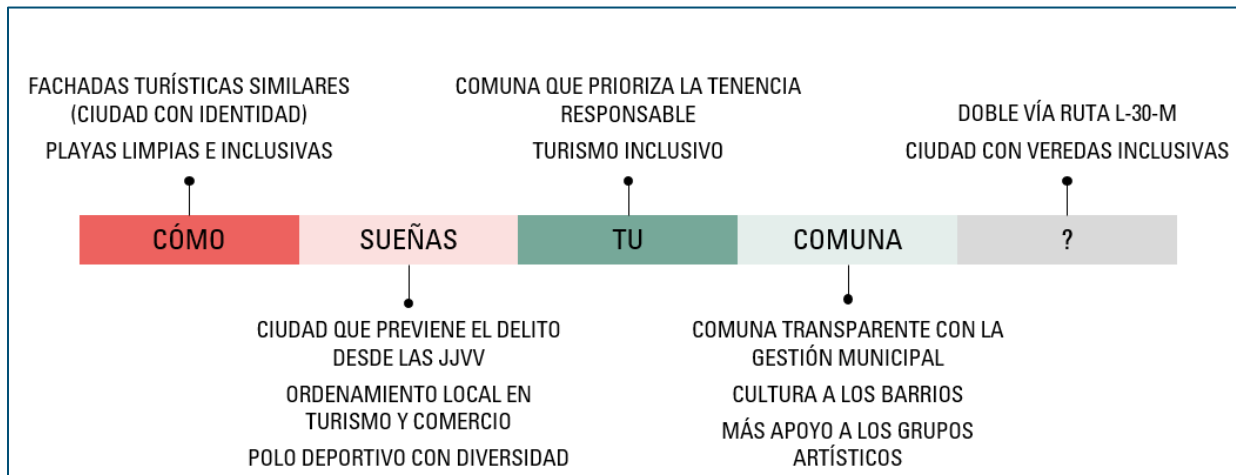 FACHADAS TURÍSTICAS SIMILARES
(CIUDAD CON IDENTIDAD)
PLAYAS LIMPIAS E INCLUSIVAS
COMUNA QUE PRIORIZA LA TENENCIA
RESPONSABLE
TURISMO INCLUSIVO
DOBLE VÍA RUTA L-30-M
CIUDAD CON VEREDAS INCLUSIVAS
CÓMO
SUEÑAS
TU
COMUNA
?
CIUDAD QUE PREVIENE EL DELITO
DESDE LAS JJVV
ORDENAMIENTO LOCAL EN
TURISMO Y COMERCIO
POLO DEPORTIVO CON DIVERSIDAD
COMUNA TRANSPARENTE CON LA
GESTIÓN MUNICIPAL
CULTURA A LOS BARRIOS
MÁS APOYO A LOS GRUPOS
ARTÍSTICOS